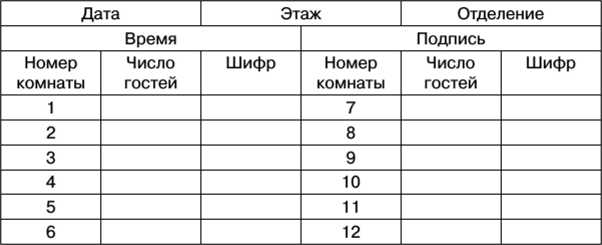 Дата Этаж Отделение
Время Подпись
Номер комнаты Число гостей Шифр Номер комнаты Число гостей Шифр
1 7
2 8
3 9
4 10
5 11
6 12